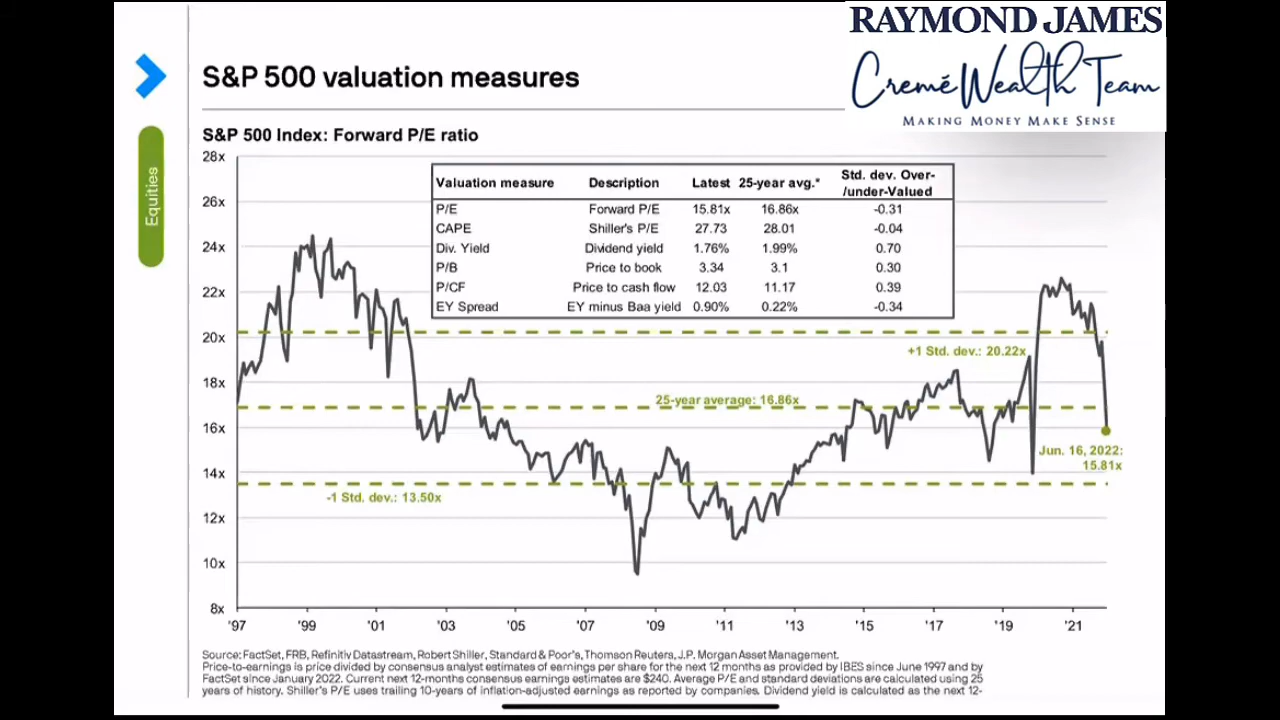 RAYMOND JAMES
Cremé Wealth Team
MAKING MONEY MAKE SENSE
S&P 500 valuation measures
Equities
S&P 500 Index: Forward P/E ratio
28x
26x
24x
22x
20x
18x
16x
14x
12x
10x
8x
Valuation measure Description Latest 25-year avg.* Std. dev. Over-
/under-Valued
P/E Forward P/E 15.81x 16.86x -0.31
CAPE Shiller's P/E 27.73 28.01 -0.04
Div. Yield Dividend yield 1.76% 1.99% 0.70
P/B Price to book 3.34 3.1 0.30
P/CF Price to cash flow 12.03 11.17 0.39
EY Spread EY minus Baa yield 0.90% 0.22% -0.34
+1 Std. dev.: 20.22x
25-year average: 16.86x
Jun. 16, 2022:
15.81x
-1 Std. dev.: 13.50x
'97 '99 '01 '03 '05 '07 '09 '11 '13 '15 '17 '19 '21
Source: FactSet, FRB, Refinitiv Datastream, Robert Shiller, Standard & Poor's, Thomson Reuters, J.P. Morgan Asset Management.
Price-to-earnings is price divided by consensus analyst estimates of earnings per share for the next 12 months as provided by IBES since June 1997 and by
FactSet since January 2022. Current next 12-months consensus earnings estimates are $240. Average P/E and standard deviations are calculated using 25
years of history. Shiller's P/E uses trailing 10-years of inflation-adjusted earnings as reported by companies. Dividend yield is calculated as the next 12-